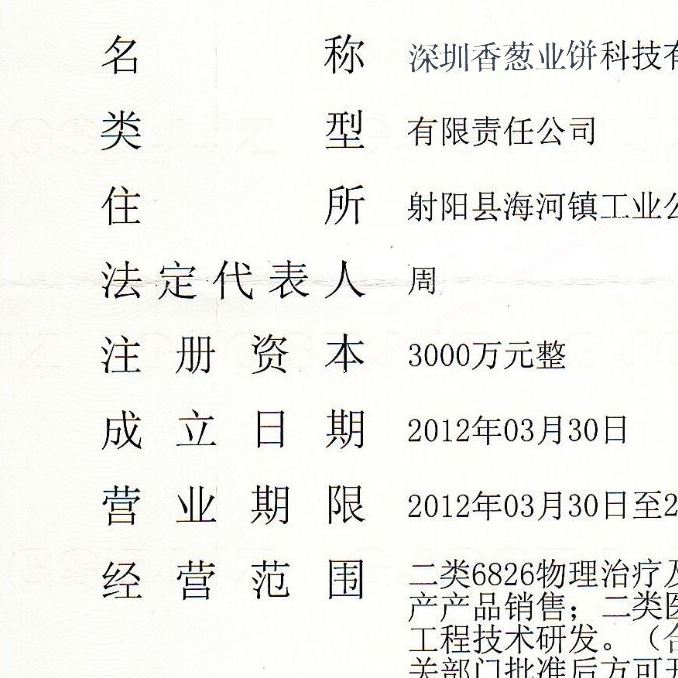 名称 深圳香葱业饼科技有
类型 有限责任公司
住所 射阳县海河镇工业公
法定代表人 周
注册资本 3000万元整
成立日期 2012年03月30日
营业期限 2012年03月30日至2
经营范围 二类6826物理治疗及
产产品销售；二类医
工程技术研发。（合
关部门批准后方可开